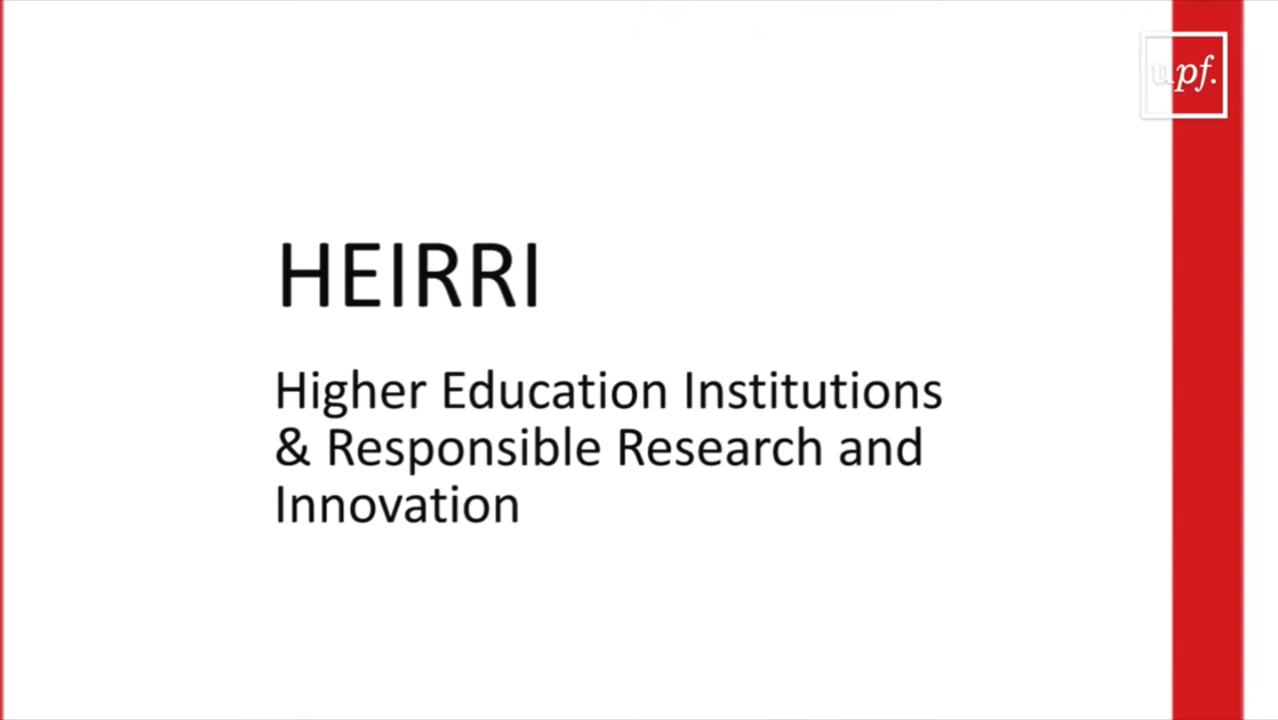 upf.
HEIRRI
Higher Education Institutions
& Responsible Research and
Innovation